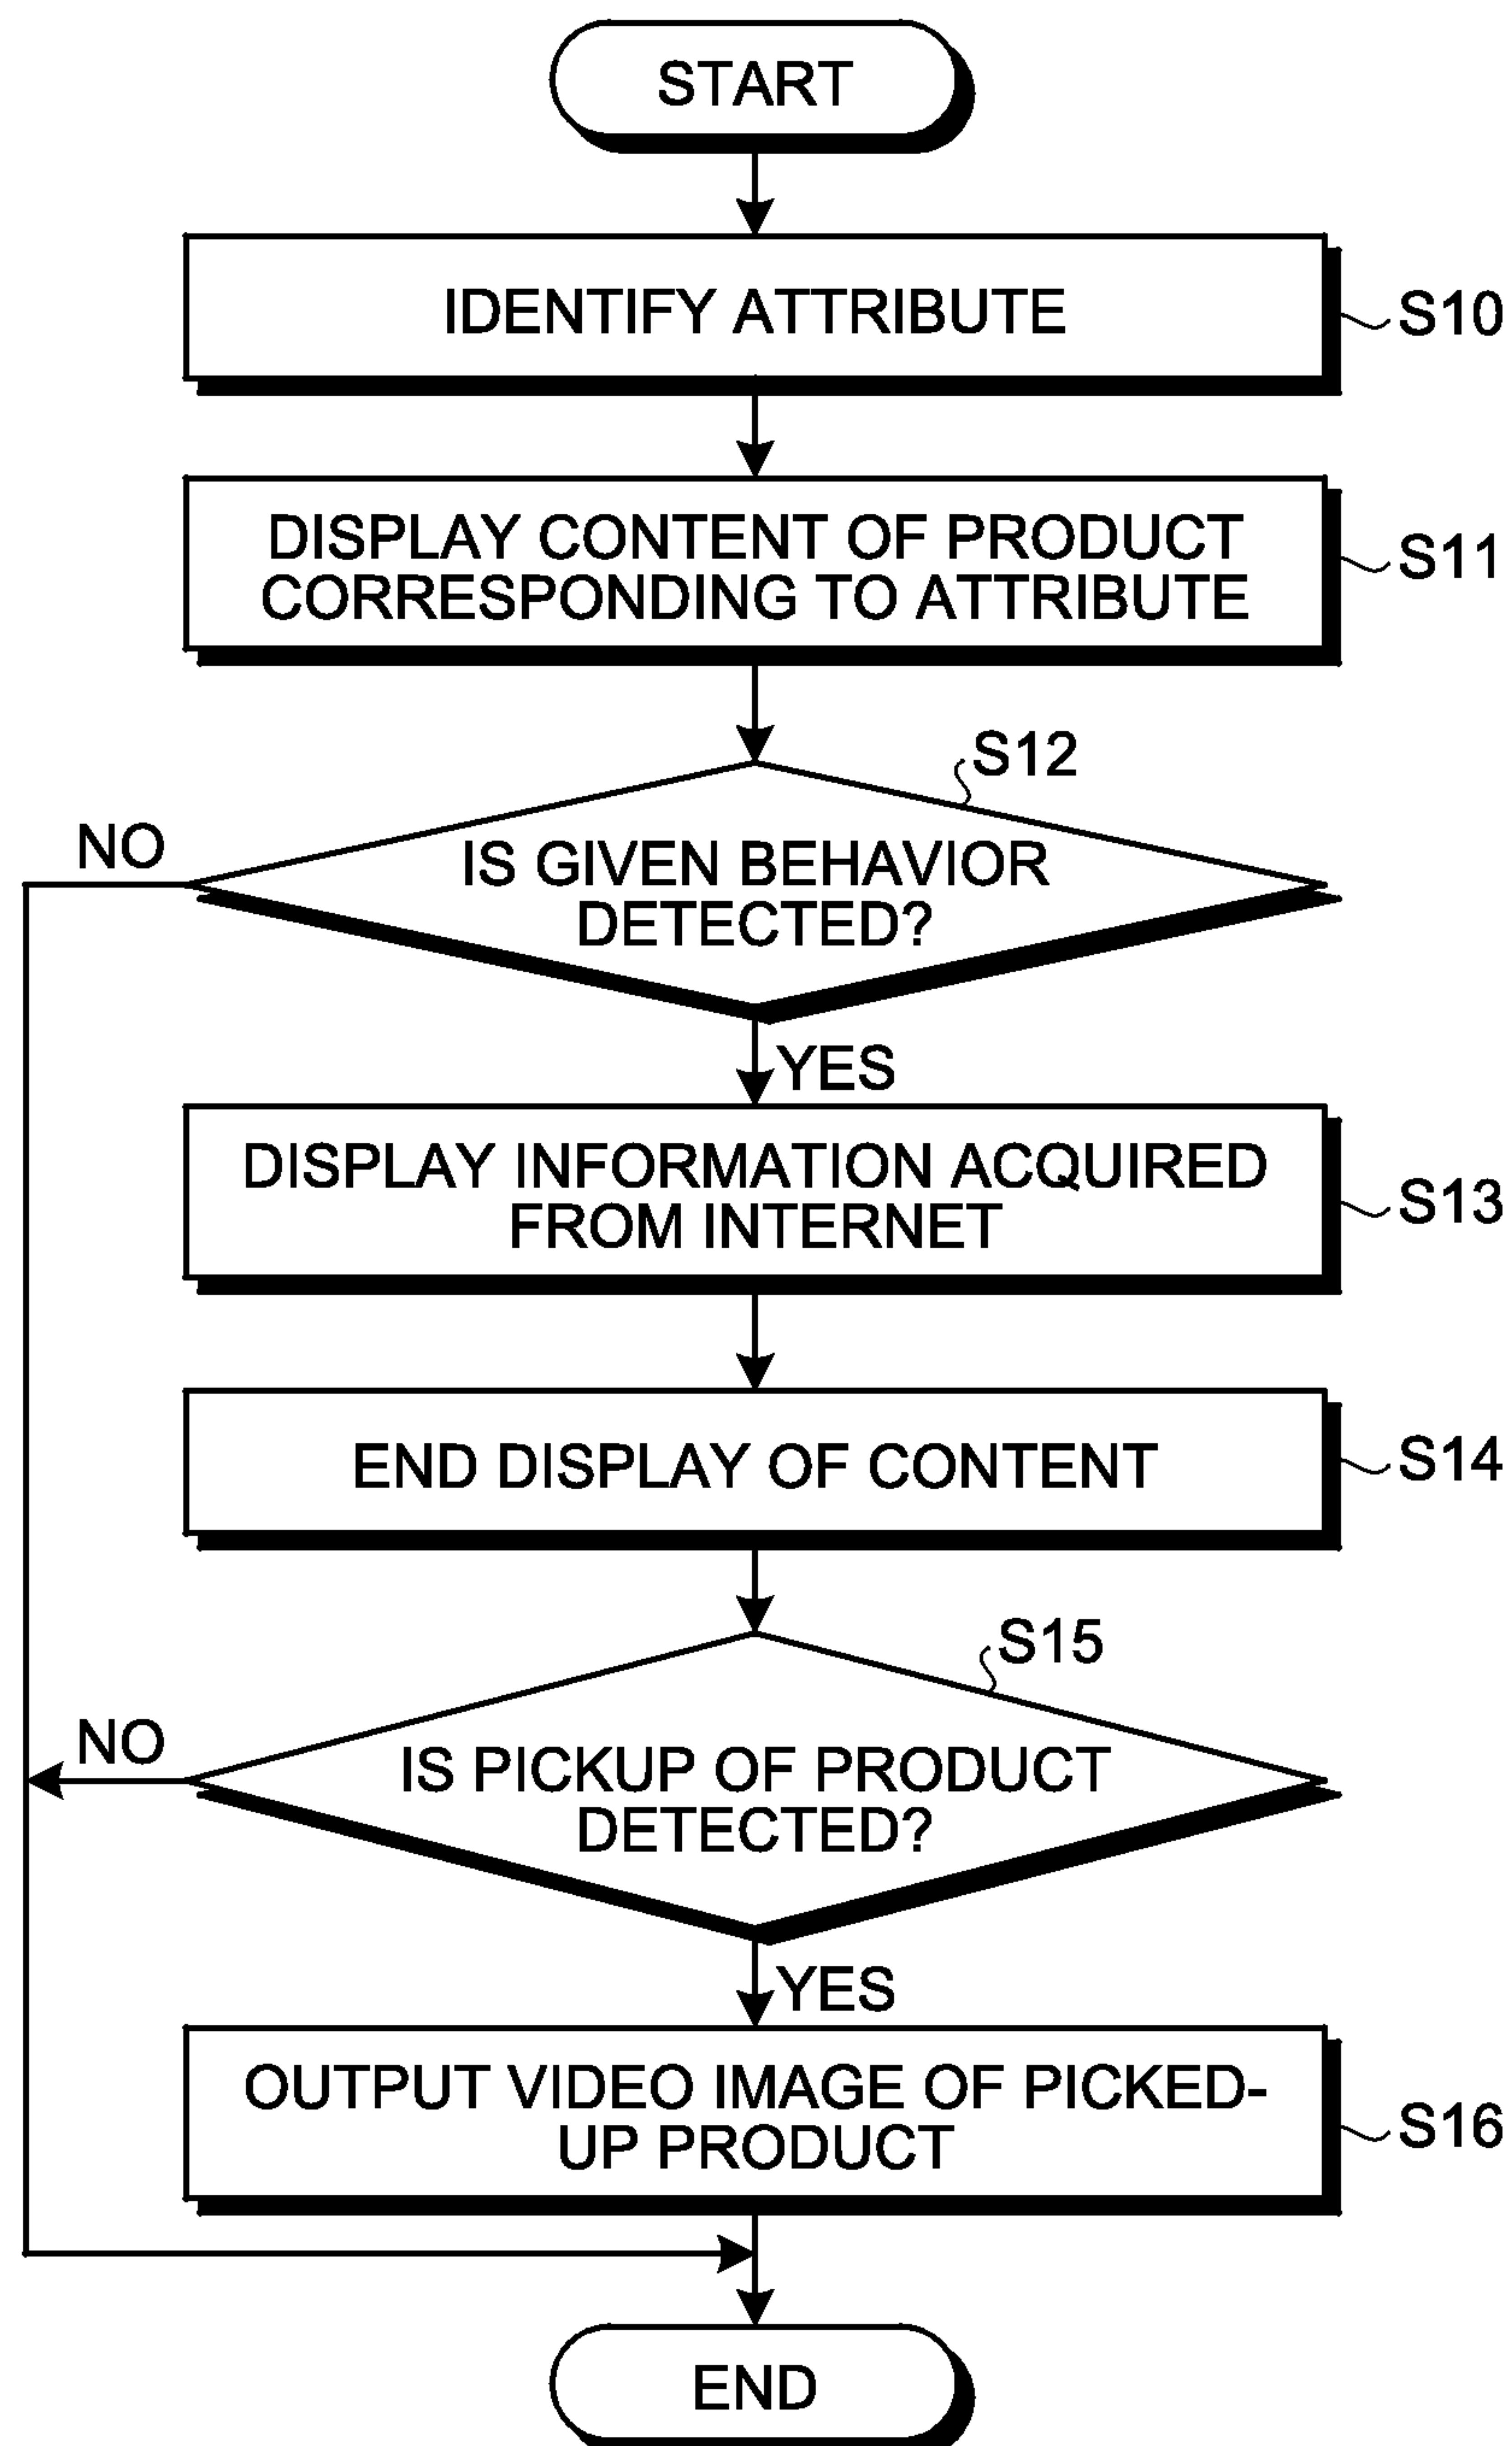 START
IDENTIFY ATTRIBUTE
S10
DISPLAY CONTENT OF PRODUCT
CORRESPONDING TO ATTRIBUTE
S11
S12
NO
IS GIVEN BEHAVIOR
DETECTED?
YES
DISPLAY INFORMATION ACQUIRED
FROM INTERNET
S13
END DISPLAY OF CONTENT
S14
S15
NO
IS PICKUP OF PRODUCT
DETECTED?
YES
OUTPUT VIDEO IMAGE OF PICKED-
UP PRODUCT
S16
END